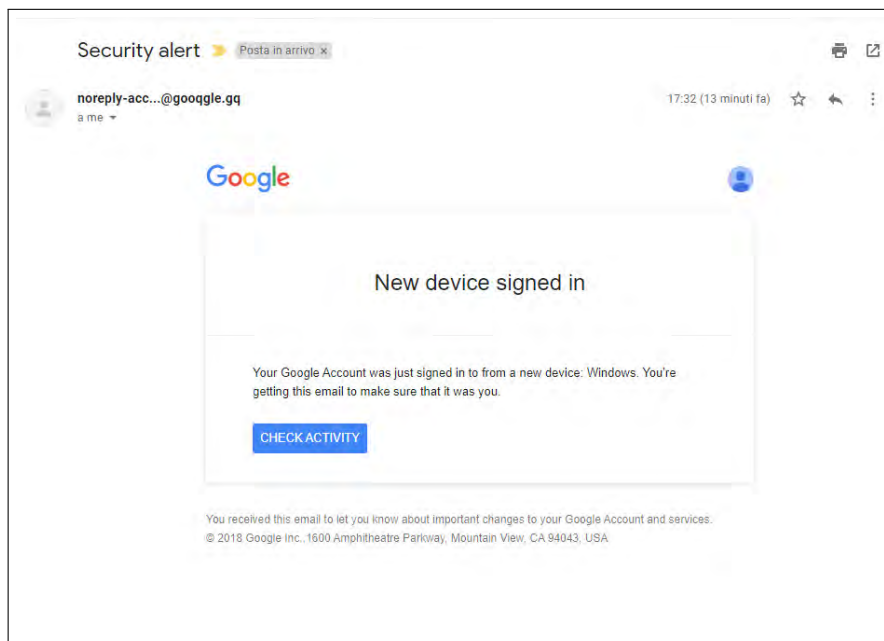 Security alert Posta in arrivo x
noreply-acc...@gooqgle.gq
17:32 (13 minuti fa)
a me
Google
New device signed in
Your Google Account was just signed in to from a new device: Windows. You're
getting this email to make sure that it was you.
CHECK ACTIVITY
You received this email to let you know about important changes to your Google Account and services.
© 2018 Google Inc.,1600 Amphitheatre Parkway, Mountain View, CA 94043, USA